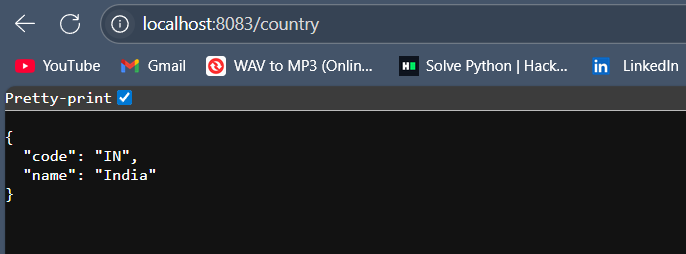 localhost:8083/country
YouTube Gmail WAV to MP3 (Onlin... Solve Python | Hack... LinkedIn
Pretty-print
{
  "code": "IN",
  "name": "India"
}